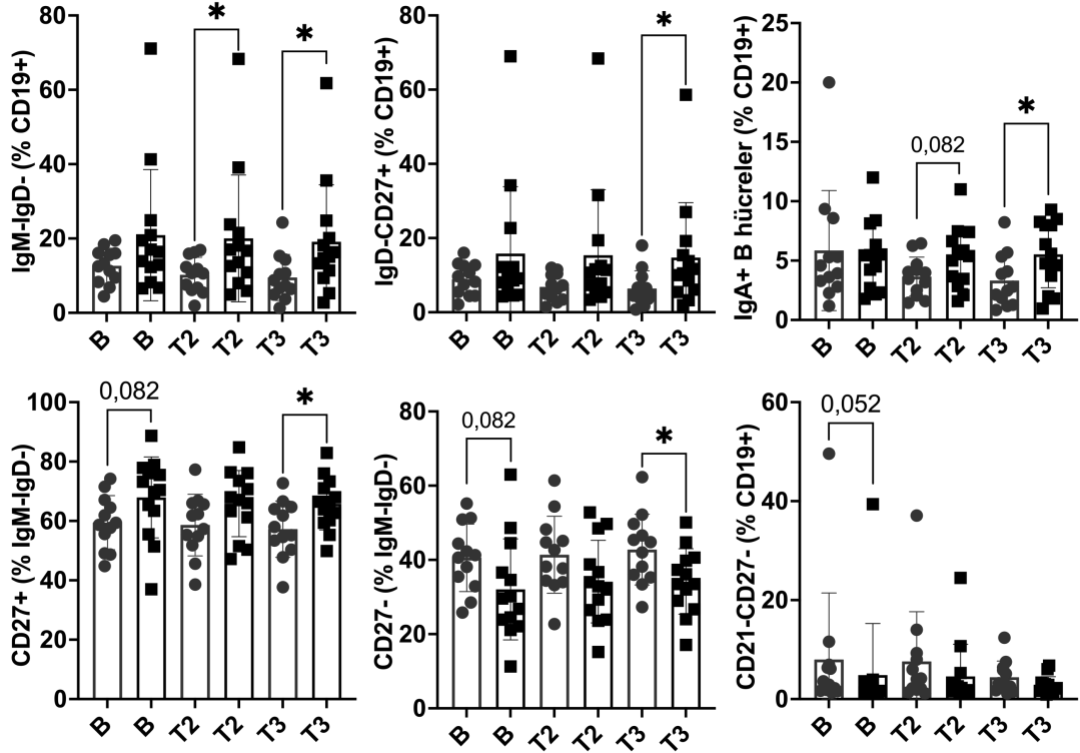 IgM-IgD- (% CD19+)
80
60
40
20
0
*
*
B
B
T2
T2
T3
T3
IgD-CD27+ (% CD19+)
80
60
40
20
0
*
B
B
T2
T2
T3
T3
IgA+ B hücreler (% CD19+)
25
20
15
10
5
0
0,082
*
B
B
T2
T2
T3
T3
CD27+ (% IgM-IgD-)
100
80
60
40
20
0
0,082
*
B
B
T2
T2
T3
T3
CD27- (% IgM-IgD-)
80
60
40
20
0
0,082
*
B
B
T2
T2
T3
T3
CD21-CD27- (% CD19+)
60
40
20
0
0,052
B
B
T2
T2
T3
T3